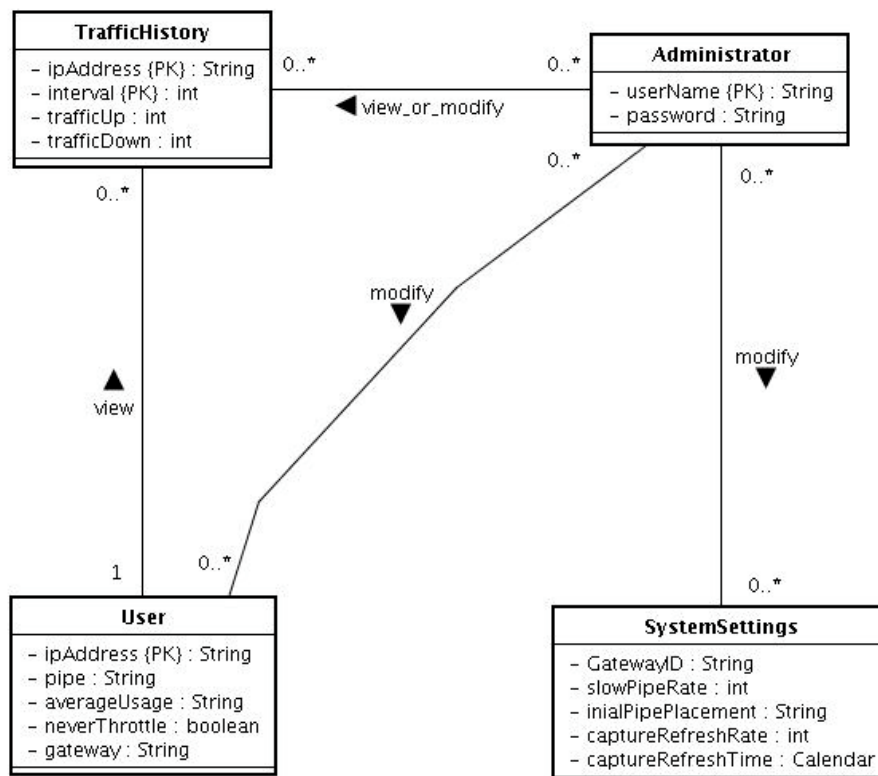 TrafficHistory
- ipAddress {PK} : String
- interval {PK} : int
- trafficUp : int
- trafficDown : int
0..*
0..*
view_or_modify
Administrator
- userName {PK} : String
- password : String
0..*
0..*
0..*
modify
modify
view
1
0..*
0..*
User
- ipAddress {PK} : String
- pipe : String
- averageUsage : String
- neverThrottle : boolean
- gateway : String
SystemSettings
- GatewayID : String
- slowPipeRate : int
- inialPipePlacement : String
- captureRefreshRate : int
- captureRefreshTime : Calendar